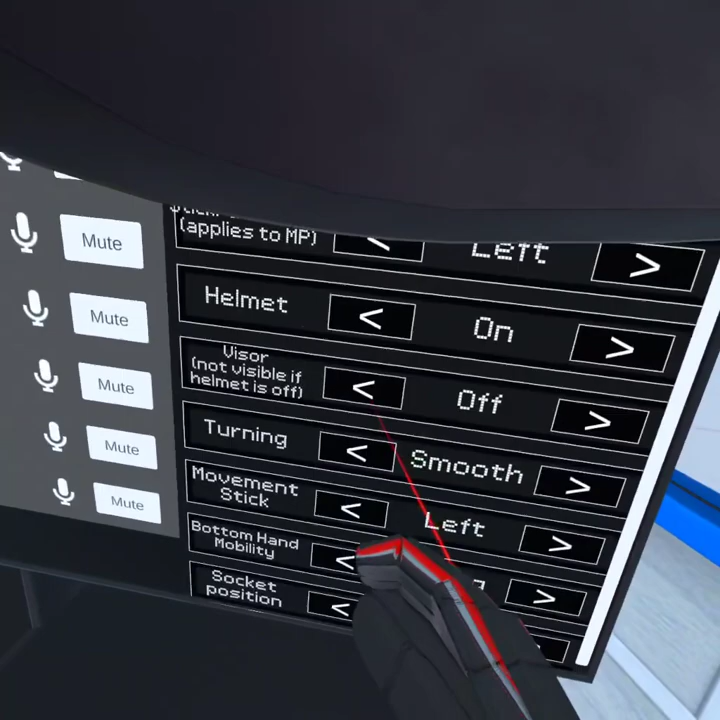 (applies to MP)
<
Left
>
Mute
Helmet
<
On
>
Mute
Visor
(not visible if
helmet is off)
<
Off
>
Mute
Turning
<
Smooth
>
Mute
Movement
Stick
<
Left
>
Mute
Bottom Hand
Mobility
<
>
Socket
position
<